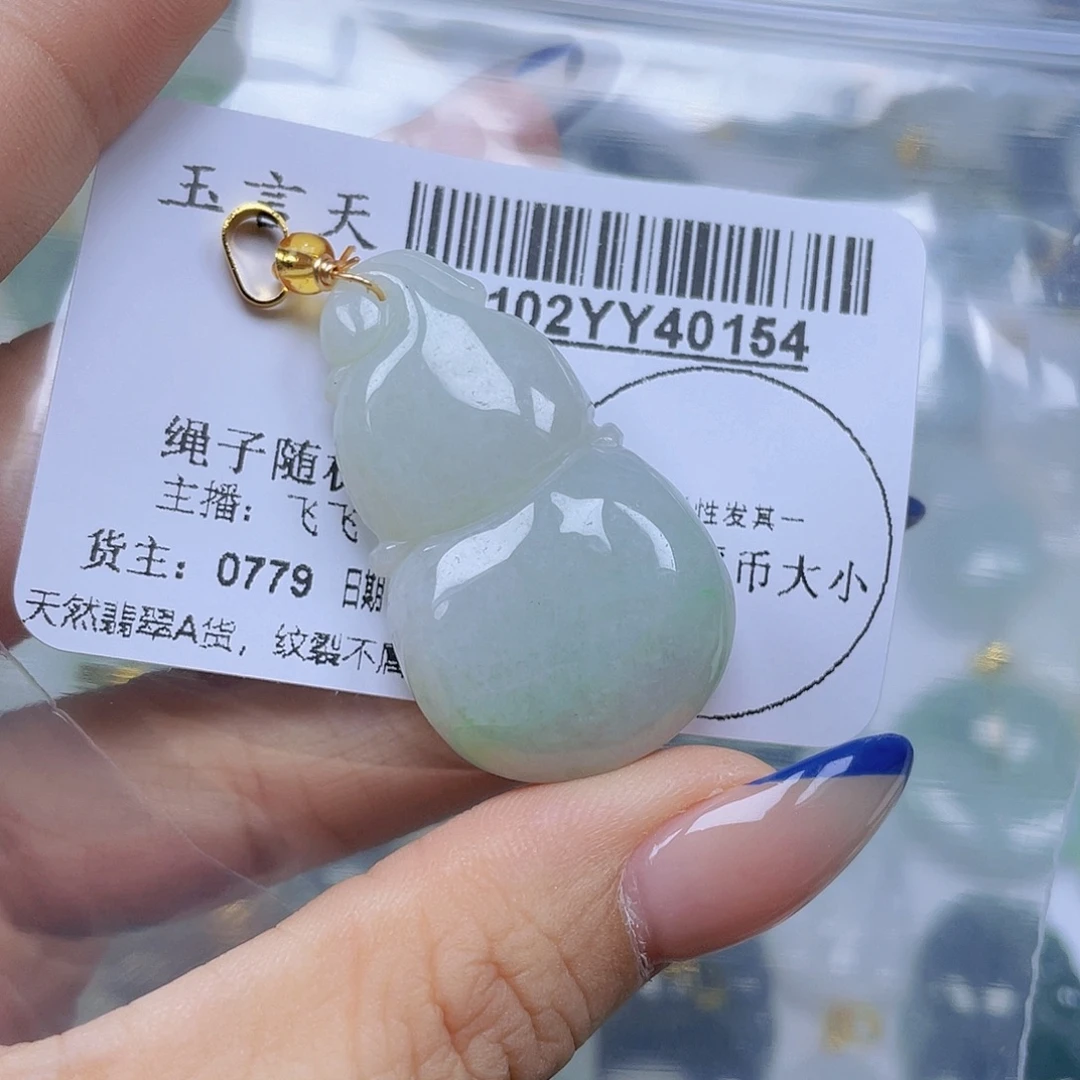 玉言天
102YY40154
绳子随机
主播：飞飞
性发其一
币大小
货主：0779 日期
天然翡翠A货，纹裂不属